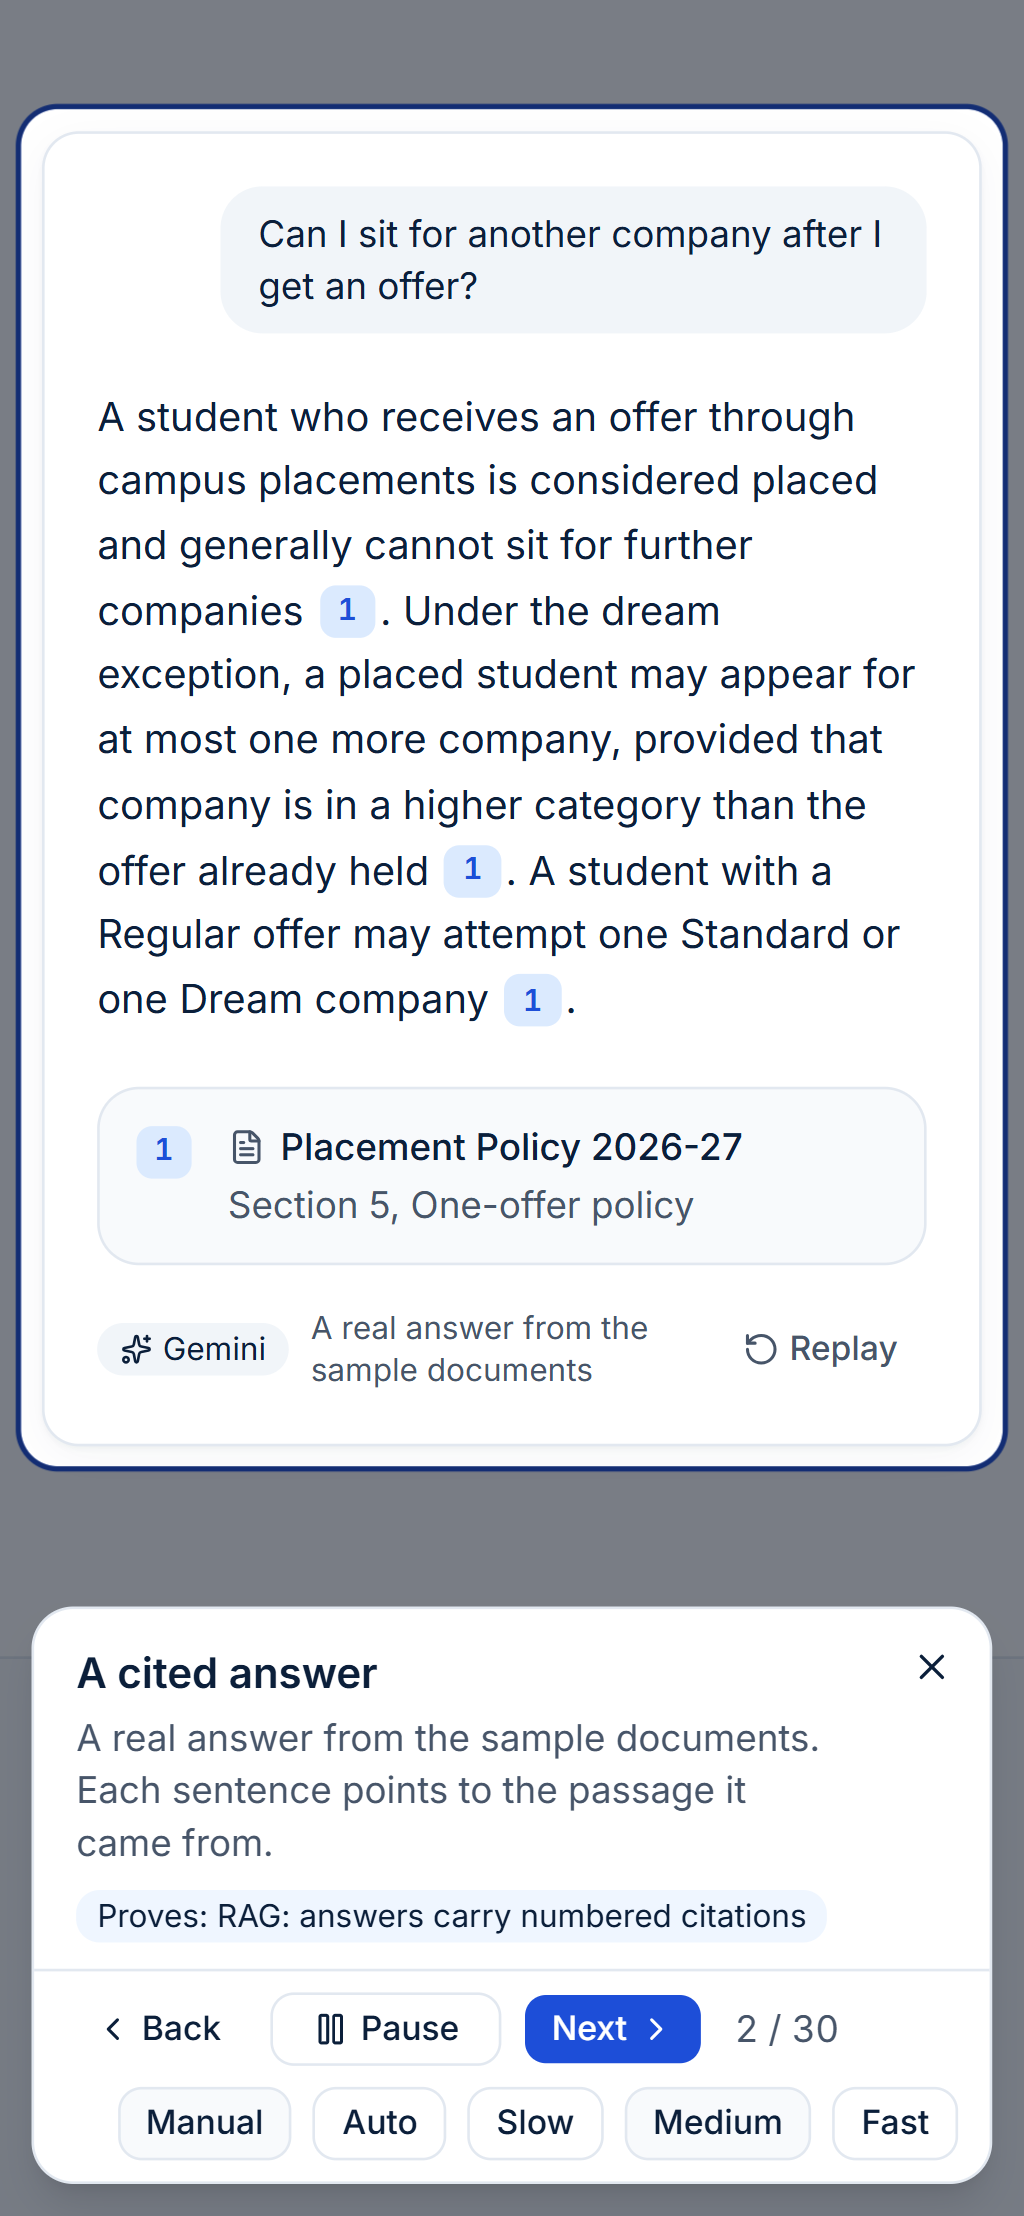 Can I sit for another company after I
get an offer?
A student who receives an offer through
campus placements is considered placed
and generally cannot sit for further
companies 1 . Under the dream
exception, a placed student may appear for
at most one more company, provided that
company is in a higher category than the
offer already held 1 . A student with a
Regular offer may attempt one Standard or
one Dream company 1 .
1 Placement Policy 2026-27
Section 5, One-offer policy
Gemini
A real answer from the
sample documents
Replay
A cited answer
A real answer from the sample documents.
Each sentence points to the passage it
came from.
Proves: RAG: answers carry numbered citations
Back Pause Next 2 / 30
Manual Auto Slow Medium Fast